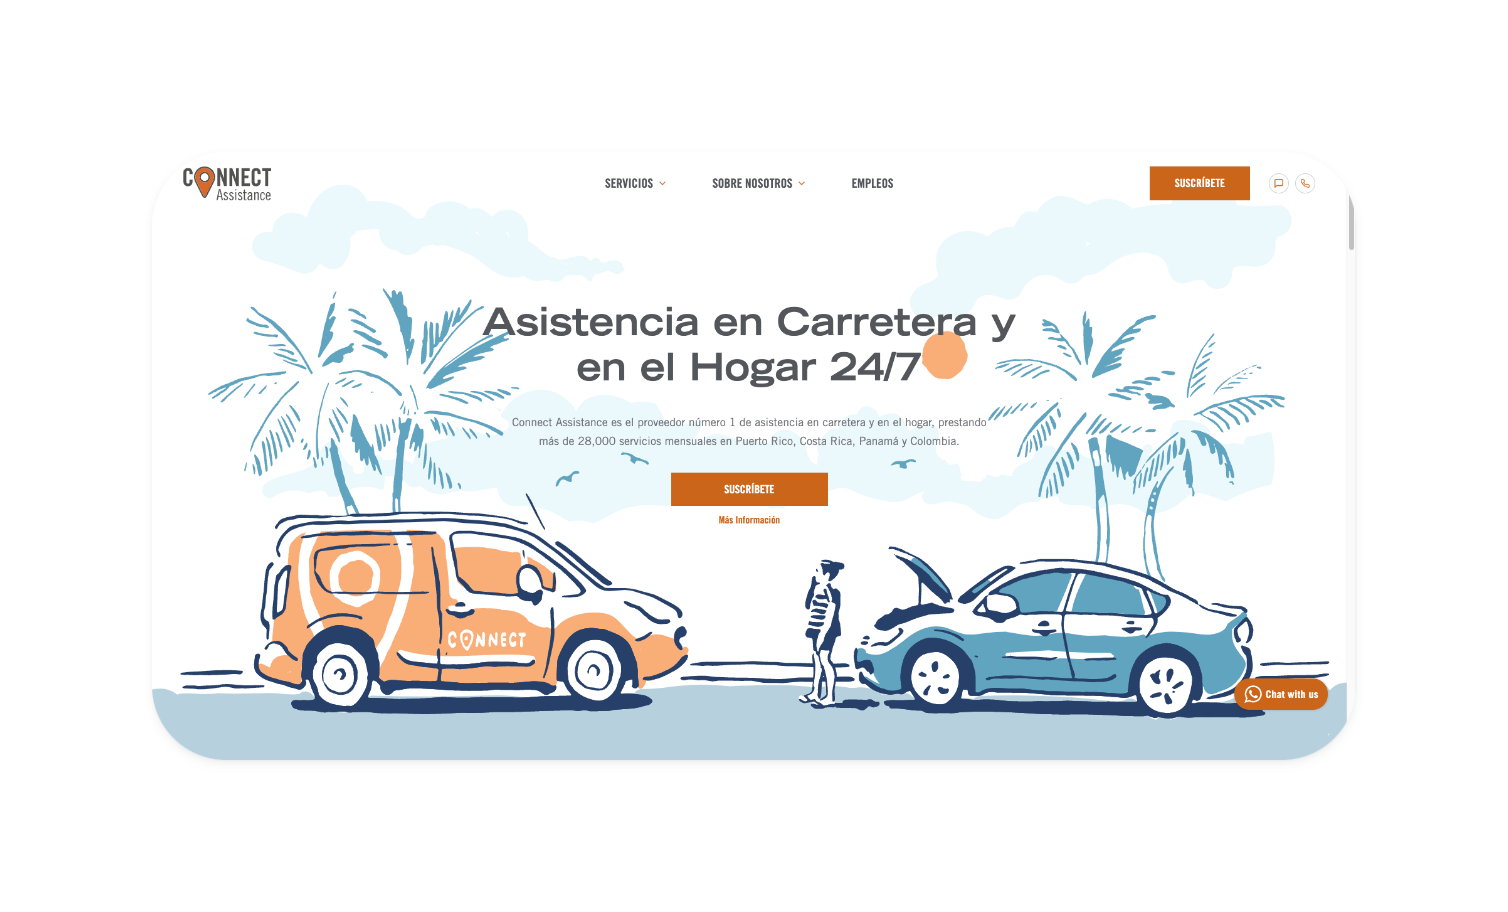 CONNECT
Assistance
SERVICIOS
SOBRE NOSOTROS
EMPLEOS
SUSCRÍBETE
Asistencia en Carretera y
en el Hogar 24/7
Connect Assistance es el proveedor número 1 de asistencia en carretera y en el hogar, prestando
más de 28,000 servicios mensuales en Puerto Rico, Costa Rica, Panamá y Colombia.
SUSCRÍBETE
Más Información
CONNECT
Chat with us